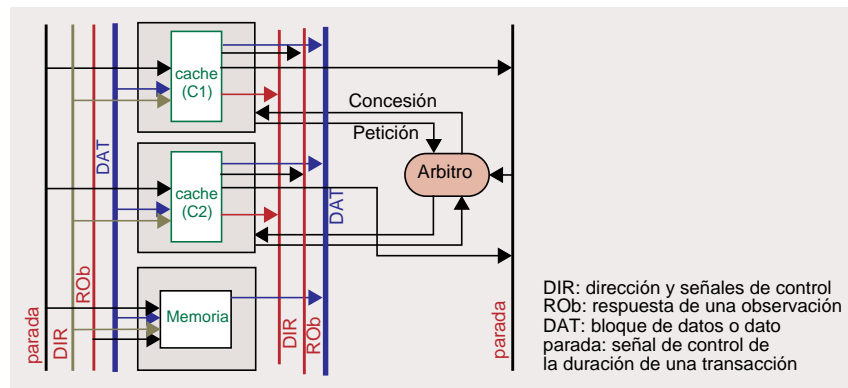 cache
(C1)
Concesión
Petición
DAT
Arbitro
cache
(C2)
DAT
ROb
Memoria
parada
DIR
DIR
ROb
parada
DIR: dirección y señales de control
ROb: respuesta de una observación
DAT: bloque de datos o dato
parada: señal de control de
la duración de una transacción